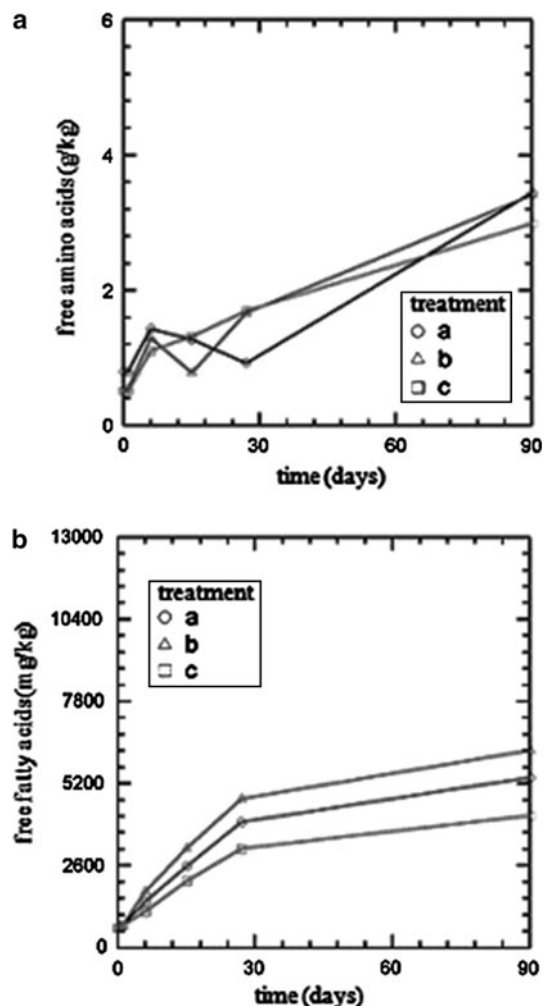 a
6
4
2
0
free amino acids (g/kg)
treatment
a
b
c
0 30 60 90
time (days)
b
13000
10400
7800
5200
2600
0
free fatty acids (mg/kg)
treatment
a
b
c
0 30 60 90
time (days)